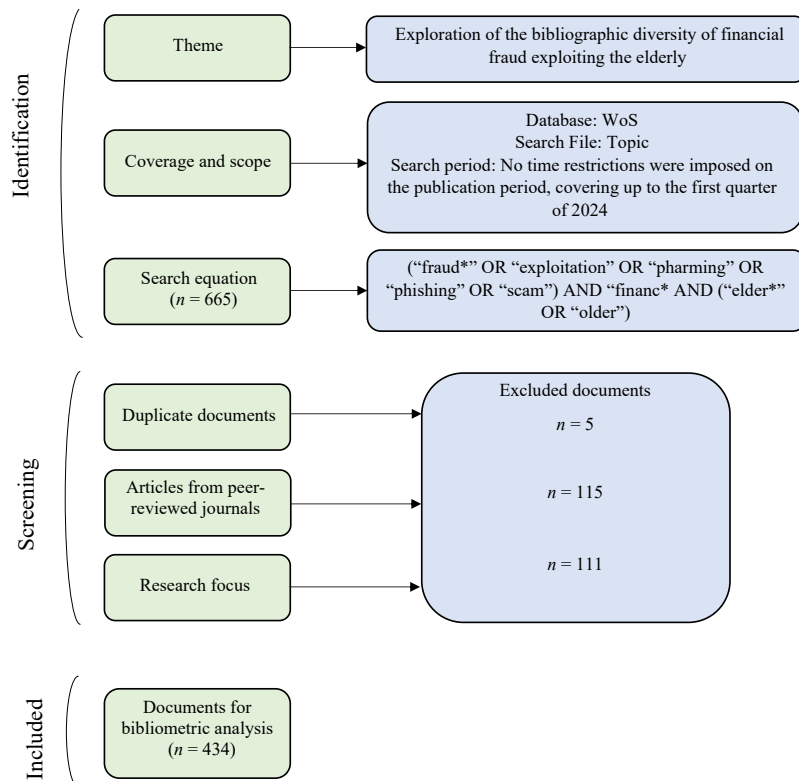 Identification
Theme
Exploration of the bibliographic diversity of financial
fraud exploiting the elderly
Coverage and scope
Database: WoS
Search File: Topic
Search period: No time restrictions were imposed on
the publication period, covering up to the first quarter
of 2024
Search equation
(n = 665)
(“fraud*” OR “exploitation” OR “pharming” OR
“phishing” OR “scam”) AND “financ* AND (“elder*”
OR “older”)
Screening
Duplicate documents
Excluded documents
n = 5
Articles from peer-
reviewed journals
n = 115
Research focus
n = 111
Included
Documents for
bibliometric analysis
(n = 434)